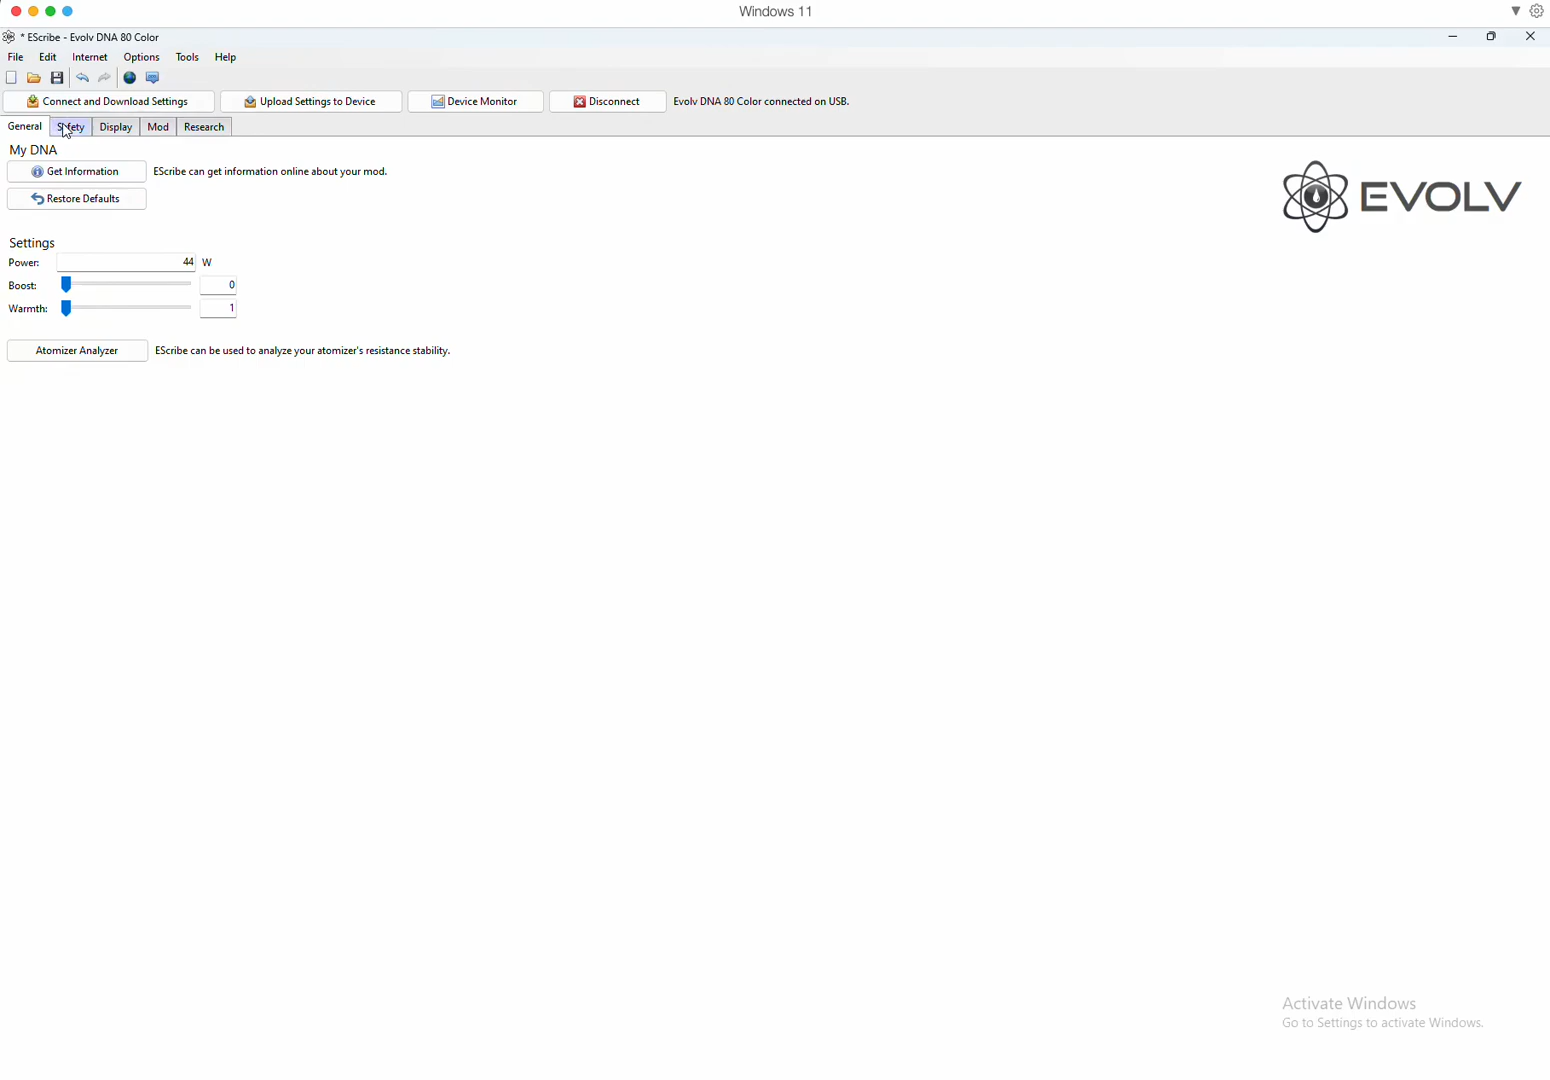 Windows 11
* EScribe - Evolv DNA 80 Color
File Edit Internet Options Tools Help
Connect and Download Settings Upload Settings to Device Device Monitor Disconnect Evolv DNA 80 Color connected on USB.
General Safety Display Mod Research
My DNA
Get Information EScribe can get information online about your mod.
EVOLV
Restore Defaults
Settings
Power: 44 W
Boost: 0
Warmth: 1
Atomizer Analyzer EScribe can be used to analyze your atomizer's resistance stability.
Activate Windows
Go to Settings to activate Windows.